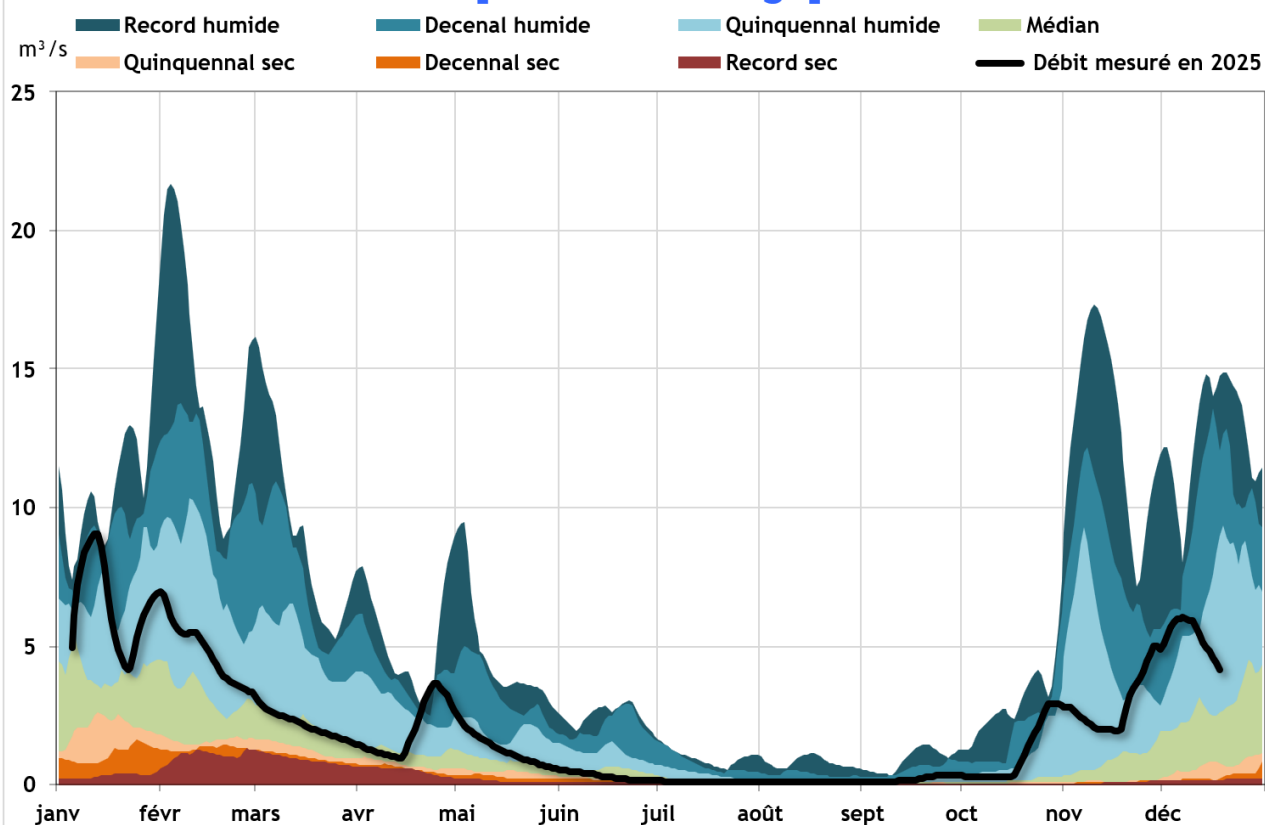 Record humide Decenal humide Quinquennal humide Médian
m³/s
Quinquennal sec Decennal sec Record sec Débit mesuré en 2025
25
20
15
10
5
0
janv févr mars avr mai juin juil août sept oct nov déc